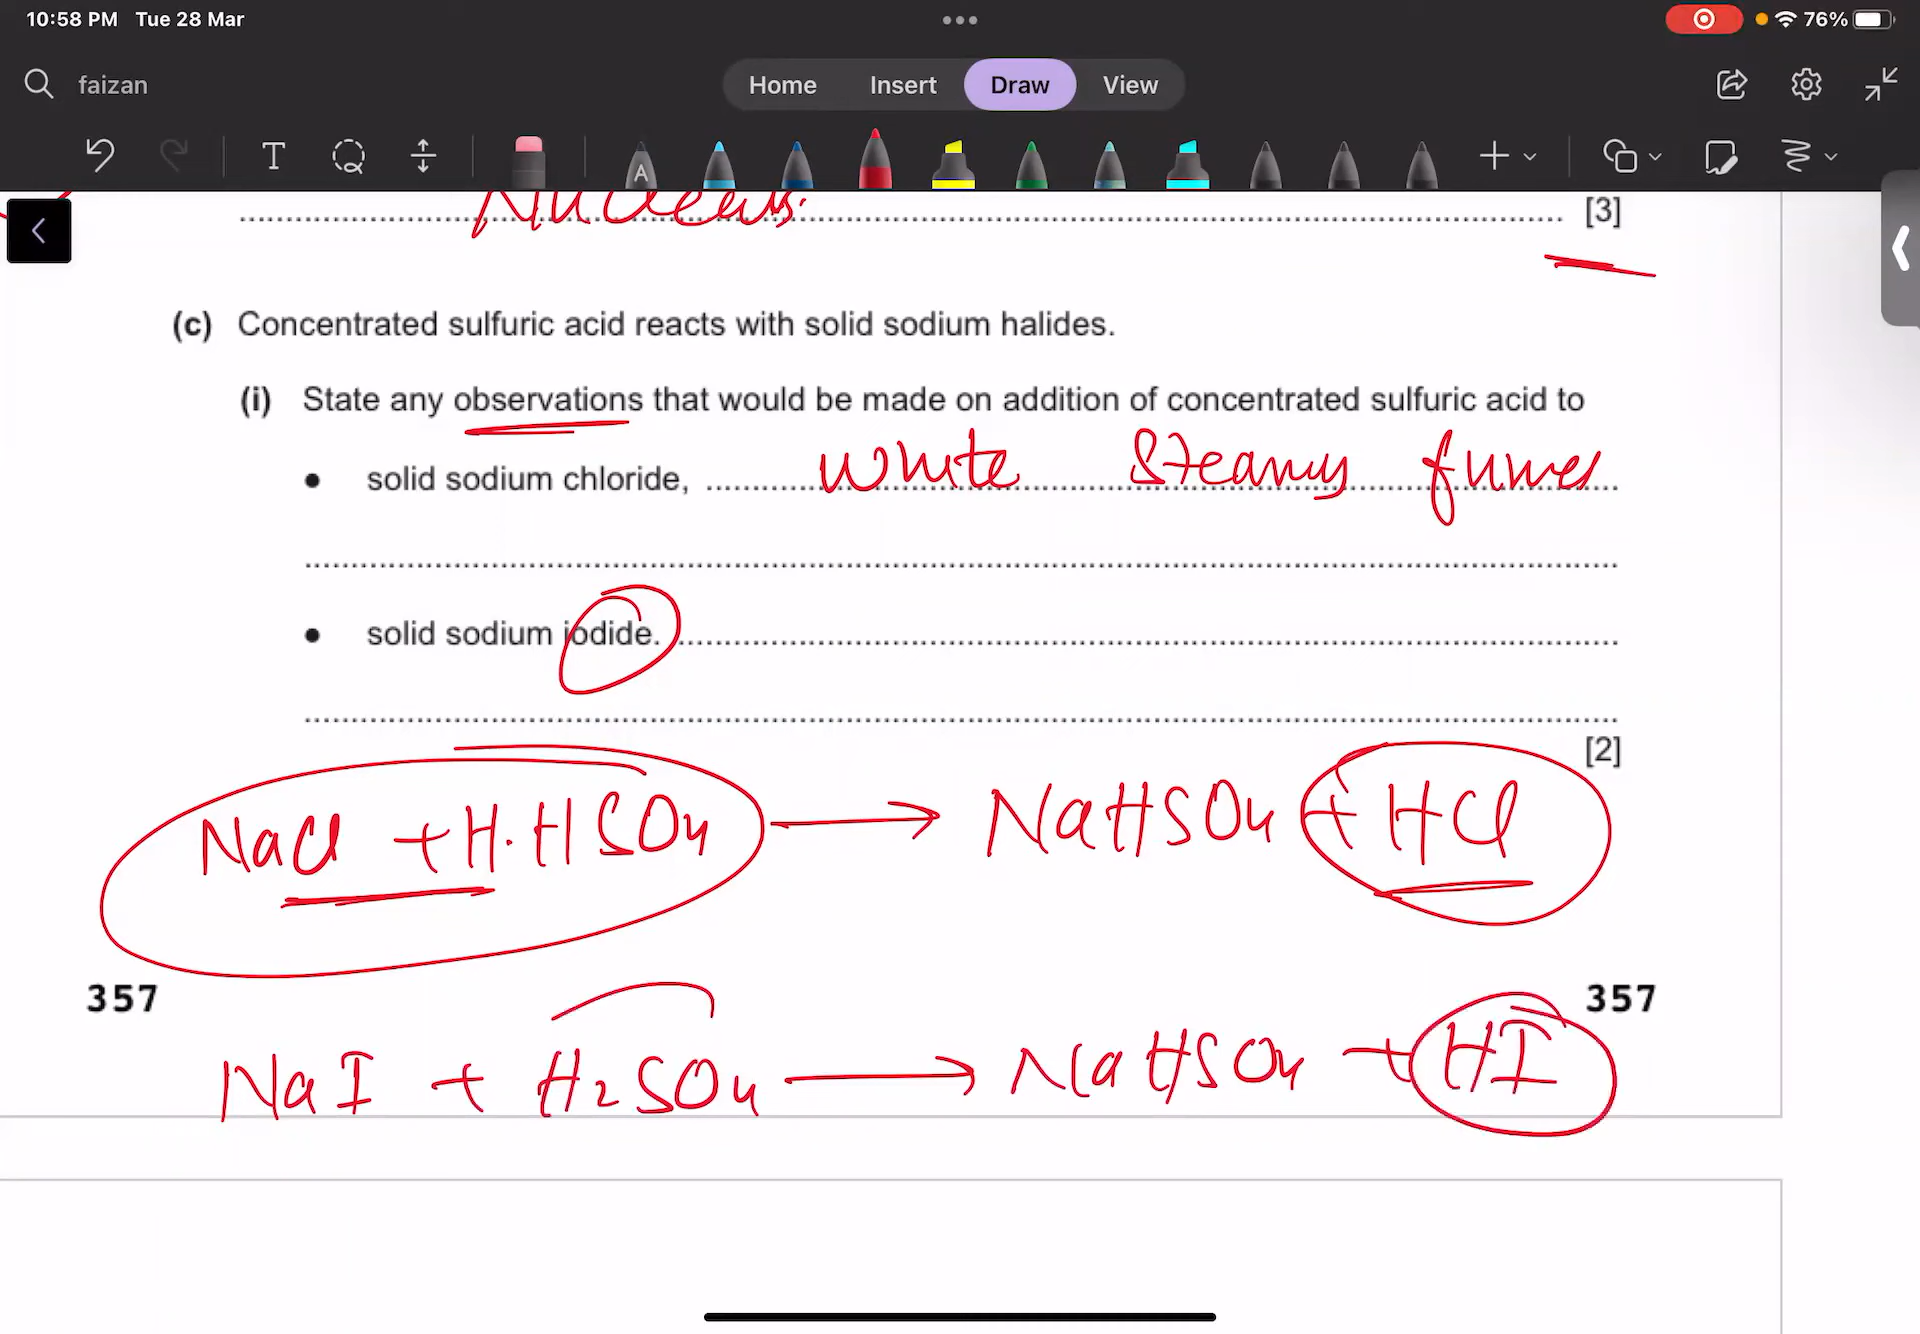 10:58 PM Tue 28 Mar
76%
faizan
Home Insert Draw View
T
A
Nucleus.
[3]
(c) Concentrated sulfuric acid reacts with solid sodium halides.
(i) State any observations that would be made on addition of concentrated sulfuric acid to
• solid sodium chloride, white steamy fumes
• solid sodium iodide.
[2]
NaCl + H·HSO4 → NaHSO4 + HCl
357 357
NaI + H2SO4 → NaHSO4 + HI